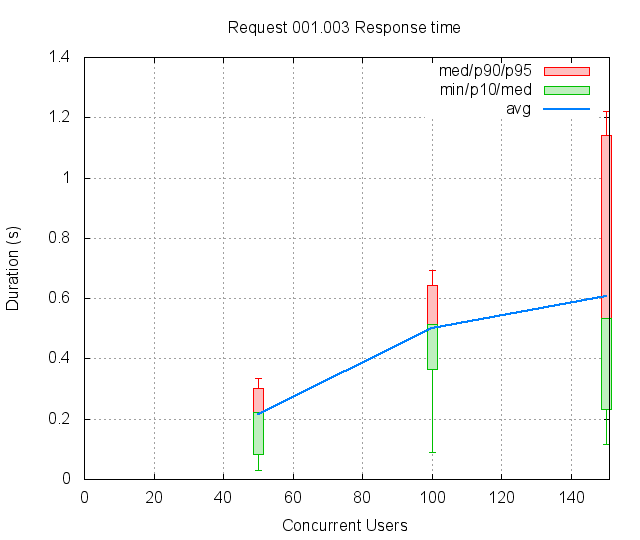 Request 001.003 Response time
1.4
1.2
1
0.8
0.6
0.4
0.2
0
med/p90/p95
min/p10/med
avg
Duration (s)
0 20 40 60 80 100 120 140
Concurrent Users